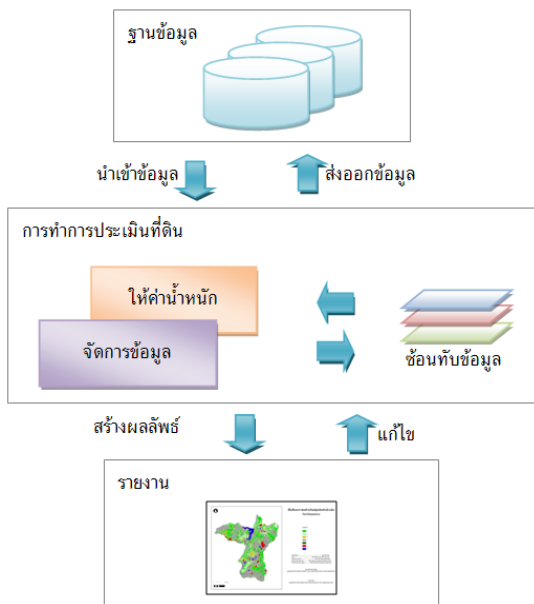 ฐานข้อมูล
นำเข้าข้อมูล
ส่งออกข้อมูล
การทำการประเมินที่ดิน
ให้ค่าน้ำหนัก
จัดการข้อมูล
ซ้อนทับข้อมูล
สร้างผลลัพธ์
แก้ไข
รายงาน